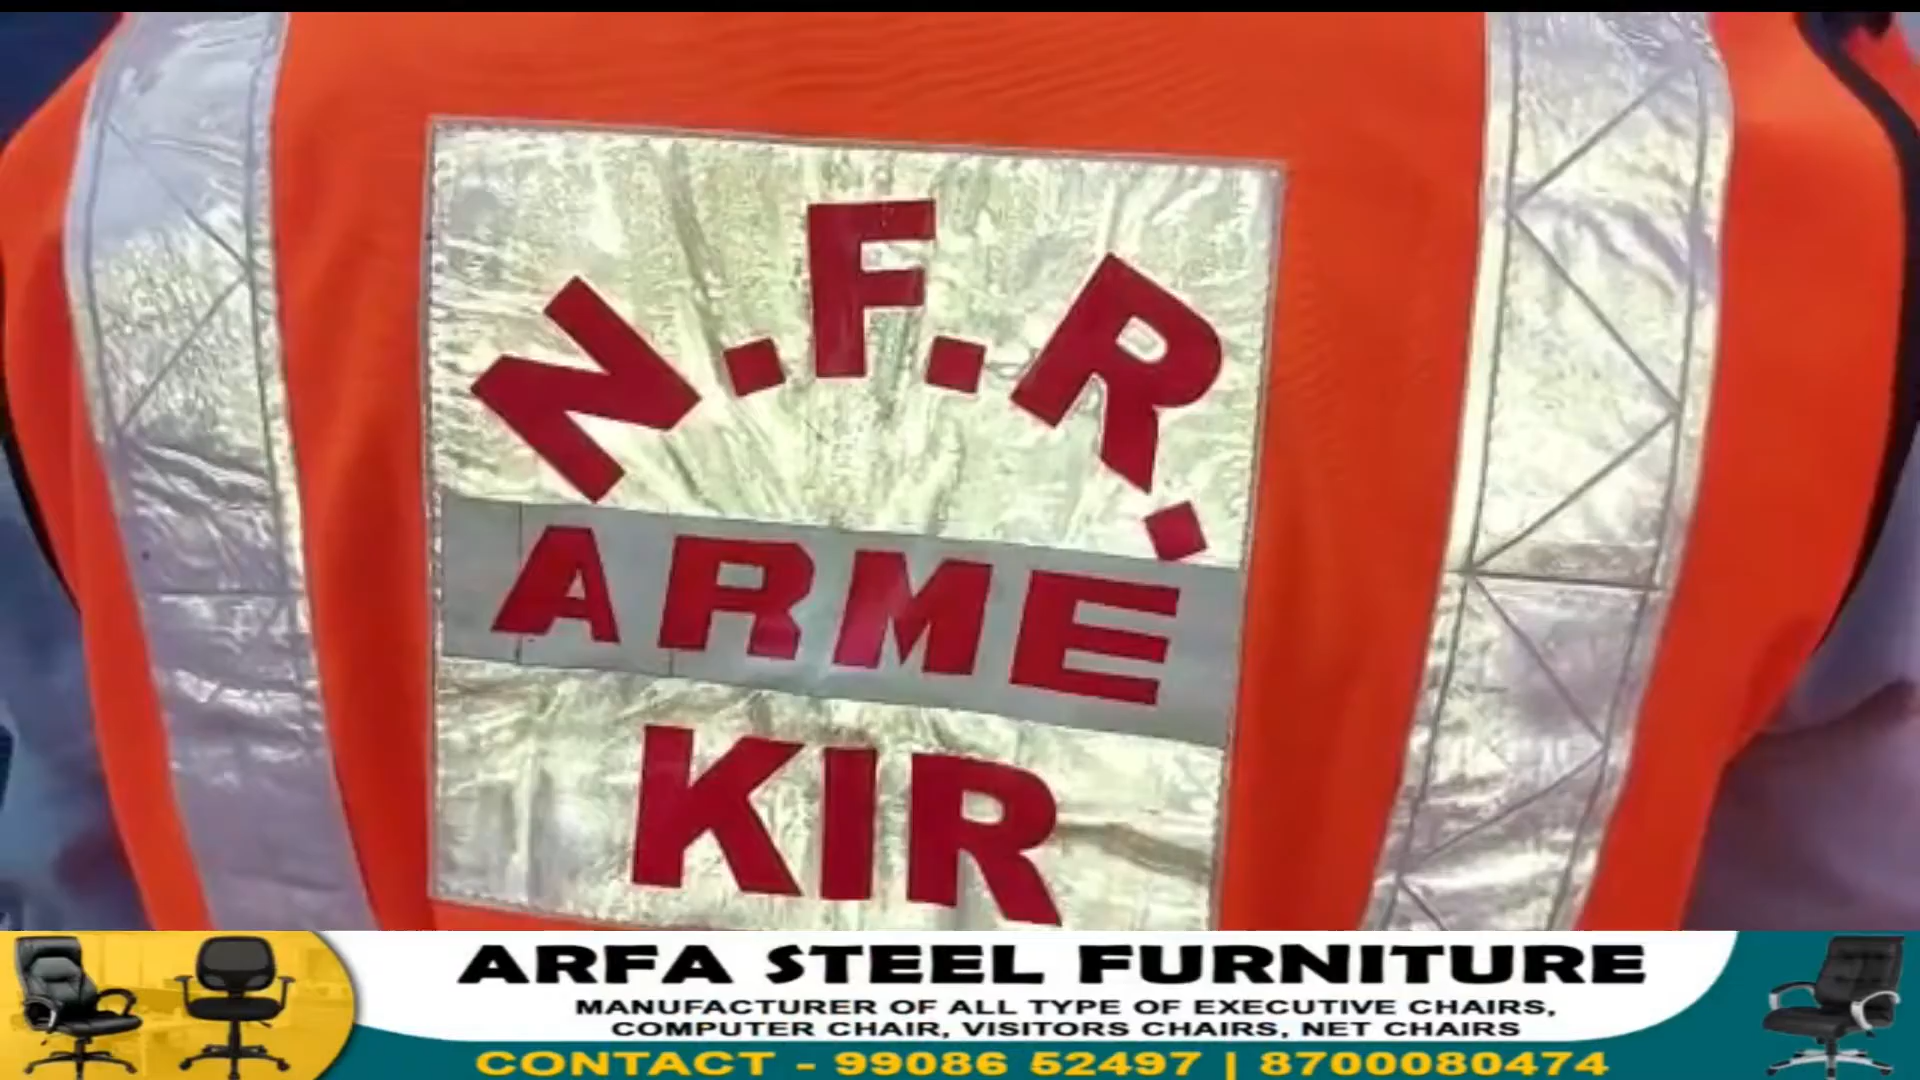 N.F.R.
ARME
KIR
ARFA STEEL FURNITURE
MANUFACTURER OF ALL TYPE OF EXECUTIVE CHAIRS,
COMPUTER CHAIR, VISITORS CHAIRS, NET CHAIRS
CONTACT - 99086 52497 | 8700080474